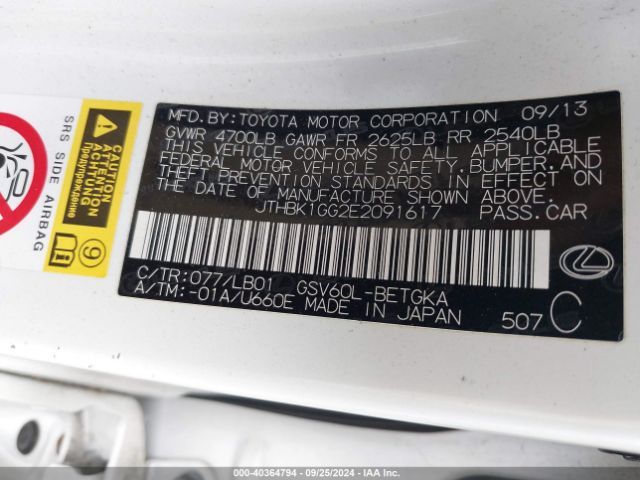 MFD.BY:TOYOTA MOTOR CORPORATION 09/13
GVWR 4700LB GAWR FR 2625LB RR 2540LB
THIS VEHICLE CONFORMS TO ALL APPLICABLE
FEDERAL MOTOR VEHICLE SAFETY, BUMPER, AND
THEFT PREVENTION STANDARDS IN EFFECT ON
THE DATE OF MANUFACTURE SHOWN ABOVE.
JTHBK1GG2E2091617 PASS.CAR
C/TR:077/LB01 GSV60L-BETGKA
A/TM:-01A/U660E MADE IN JAPAN
507 C
SRS SIDE AIRBAG
CAUTION
ATTENTION
ACHTUNG
Предупреждение
9
000-40364794 - 09/25/2024 - IAA, Inc.